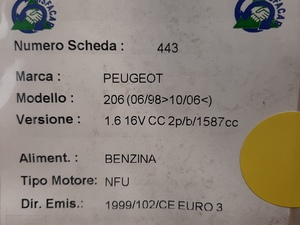 Numero Scheda : 443
Marca : PEUGEOT
Modello : 206 (06/98>10/06<)
Versione : 1.6 16V CC 2p/b/1587cc
Aliment. : BENZINA
Tipo Motore: NFU
Dir. Emis.: 1999/102/CE EURO 3